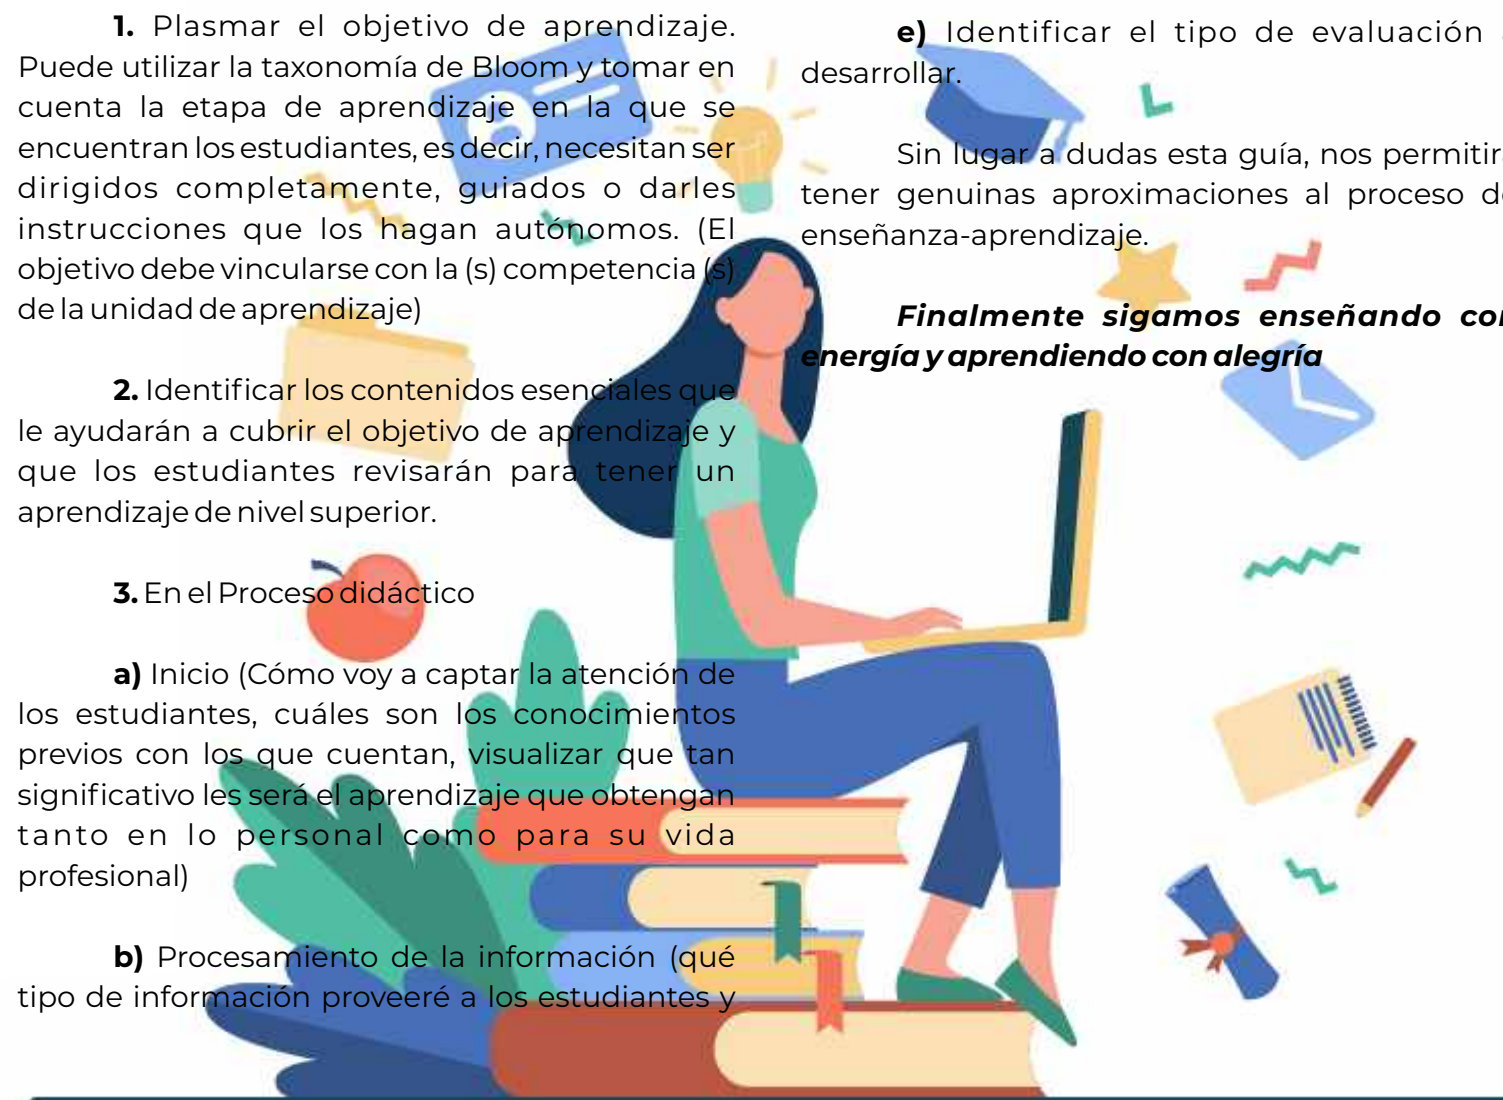 1. Plasmar el objetivo de aprendizaje.
Puede utilizar la taxonomía de Bloom y tomar en
cuenta la etapa de aprendizaje en la que se
encuentran los estudiantes, es decir, necesitan ser
dirigidos completamente, guiados o darles
instrucciones que los hagan autónomos. (El
objetivo debe vincularse con la (s) competencia (s)
de la unidad de aprendizaje)
2. Identificar los contenidos esenciales que
le ayudarán a cubrir el objetivo de aprendizaje y
que los estudiantes revisarán para tener un
aprendizaje de nivel superior.
3. En el Proceso didáctico
a) Inicio (Cómo voy a captar la atención de
los estudiantes, cuáles son los conocimientos
previos con los que cuentan, visualizar que tan
significativo les será el aprendizaje que obtengan
tanto en lo personal como para su vida
profesional)
b) Procesamiento de la información (qué
tipo de información proveeré a los estudiantes y
e) Identificar el tipo de evaluación
desarrollar.
Sin lugar a dudas esta guía, nos
tener genuinas aproximaciones al proceso
enseñanza-aprendizaje.
Finalmente sigamos enseñando
energía y aprendiendo con alegría